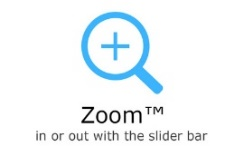 Zoom™
in or out with the slider bar